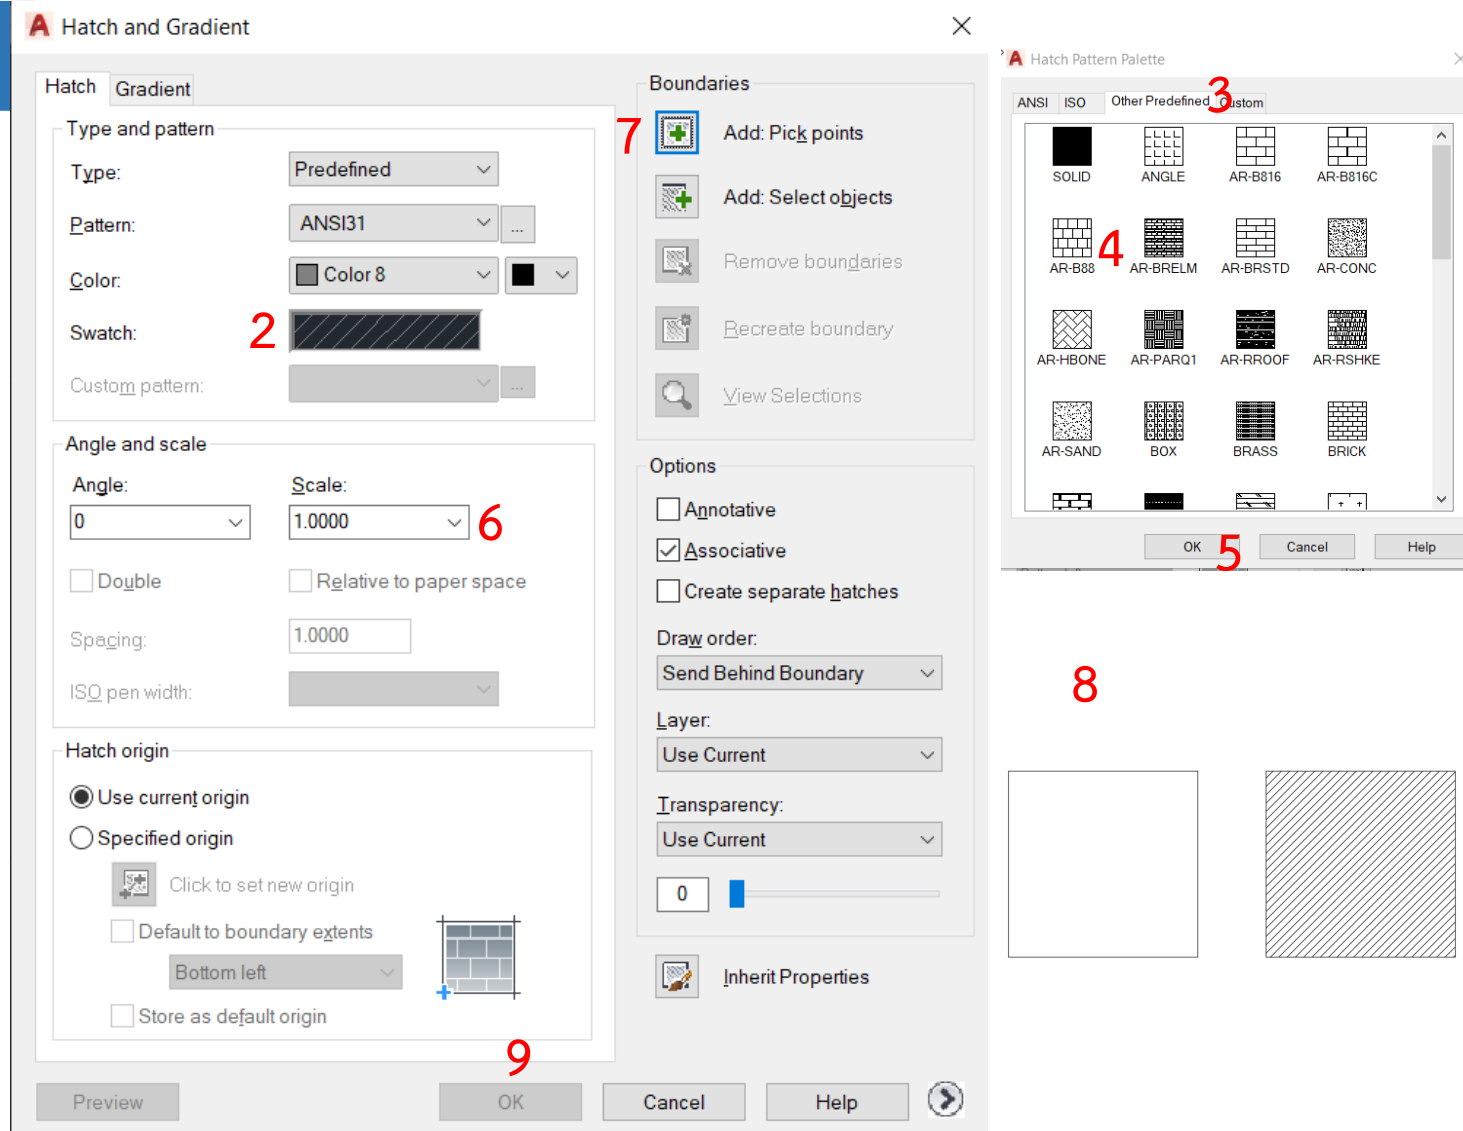 Hatch and Gradient
Hatch
Gradient
Type and pattern
Type:
Predefined
Pattern:
ANSI31
...
Color:
Color 8
Swatch:
2
Custom pattern:
...
Angle and scale
Angle:
Scale:
0
1.0000
6
Double
Relative to paper space
Spacing:
1.0000
ISO pen width:
Hatch origin
Use current origin
Specified origin
Click to set new origin
Default to boundary extents
Bottom left
Store as default origin
9
Preview
OK
Cancel
Help
Boundaries
7
Add: Pick points
Add: Select objects
Remove boundaries
Recreate boundary
View Selections
Options
Annotative
Associative
Create separate hatches
Draw order:
Send Behind Boundary
Layer:
Use Current
Transparency:
Use Current
0
Inherit Properties
Hatch Pattern Palette
3
ANSI
ISO
Other Predefined
Custom
SOLID
ANGLE
AR-B816
AR-B816C
4
AR-B88
AR-BRELM
AR-BRSTD
AR-CONC
AR-HBONE
AR-PARQ1
AR-RROOF
AR-RSHKE
AR-SAND
BOX
BRASS
BRICK
OK
5
Cancel
Help
8